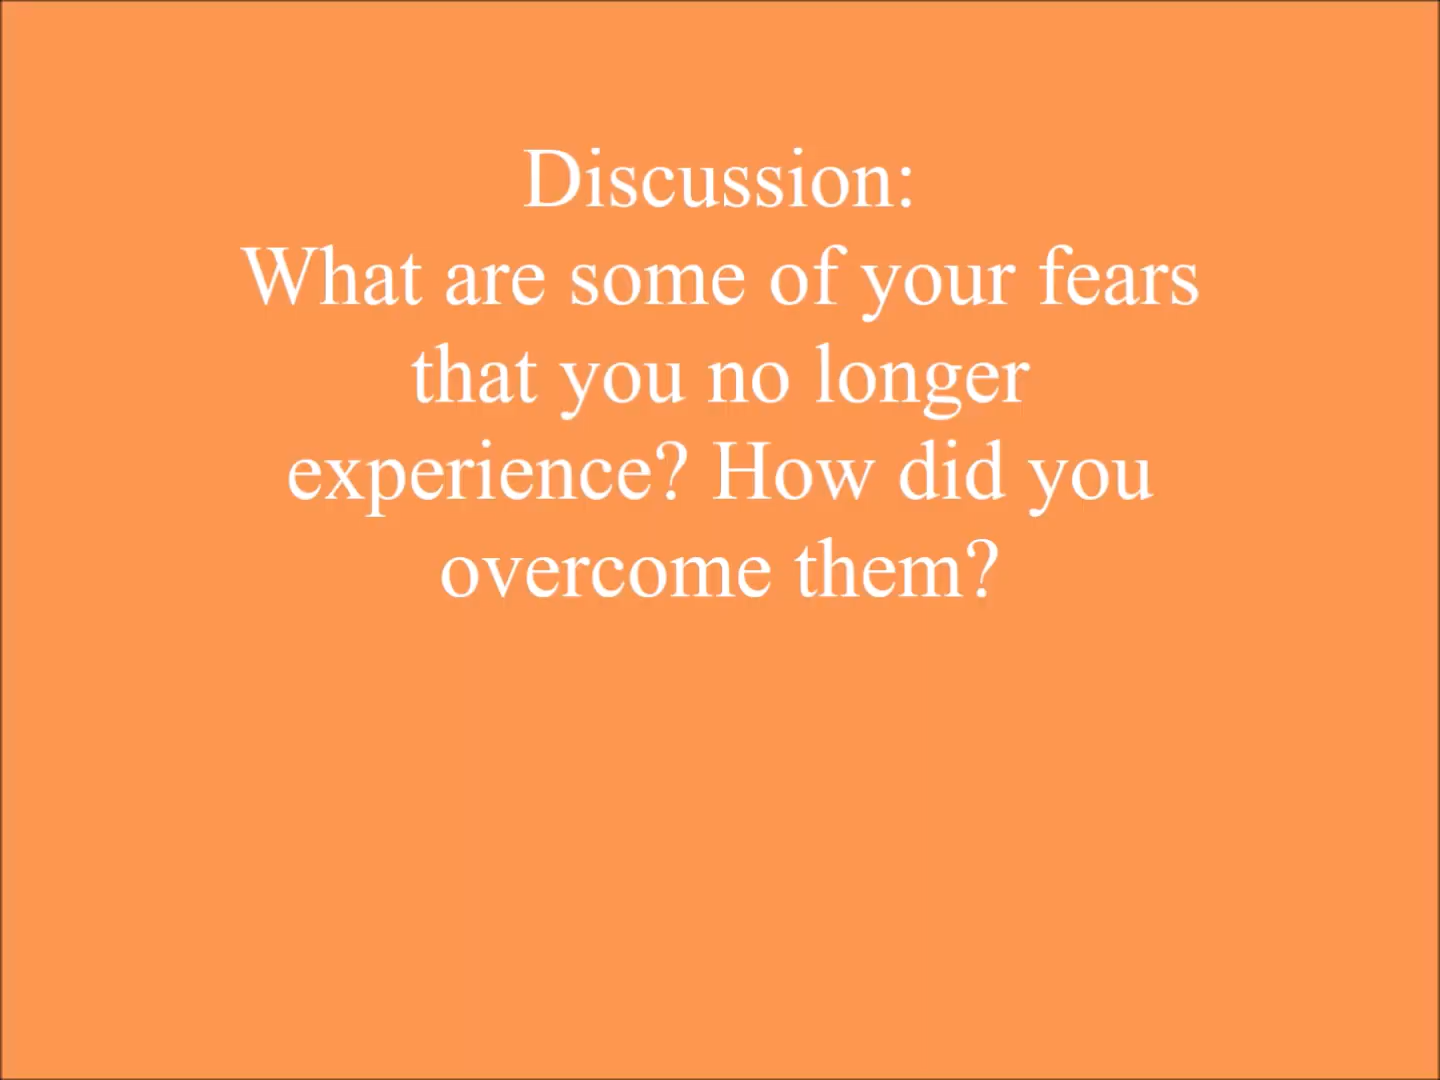 Discussion:
What are some of your fears
that you no longer
experience? How did you
overcome them?